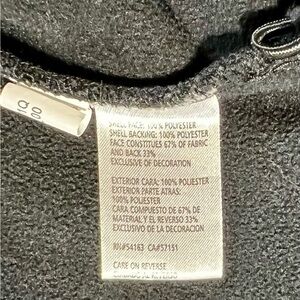 Q
00
SHELL FACE: 100% POLYESTER
SHELL BACKING: 100% POLYESTER
FACE CONSTITUES 67% OF FABRIC
AND BACK 33%
EXCLUSIVE OF DECORATION
EXTERIOR CARA: 100% POLYESTER
EXTERIOR PARTE ATRAS:
100% POLYESTER
CARA COMPUESTO DE 67% DE
MATERIAL Y EL REVERSO 33%
EXCLUSIVO DE LA DECORACION
RN#54163 CA#57151
CARE ON REVERSE